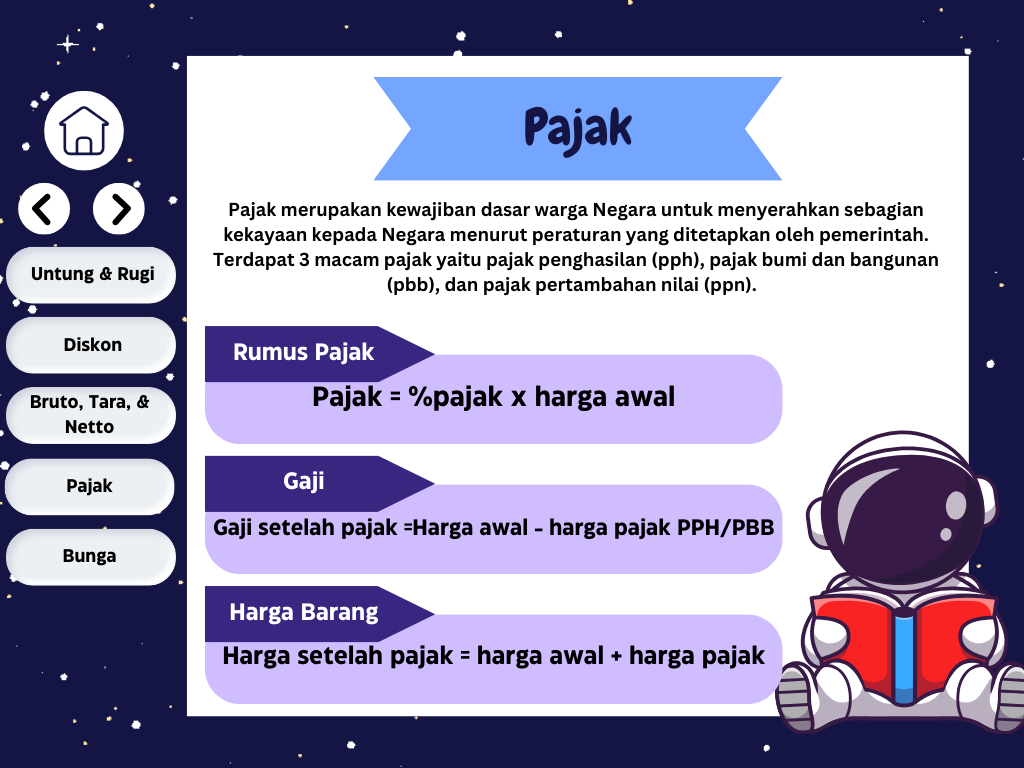 Pajak
Pajak merupakan kewajiban dasar warga Negara untuk menyerahkan sebagian
kekayaan kepada Negara menurut peraturan yang ditetapkan oleh pemerintah.
Terdapat 3 macam pajak yaitu pajak penghasilan (pph), pajak bumi dan bangunan
(pbb), dan pajak pertambahan nilai (ppn).
Untung & Rugi
Diskon
Bruto, Tara, &
Netto
Pajak
Bunga
Rumus Pajak
Pajak = %pajak x harga awal
Gaji
Gaji setelah pajak =Harga awal - harga pajak PPH/PBB
Harga Barang
Harga setelah pajak = harga awal + harga pajak